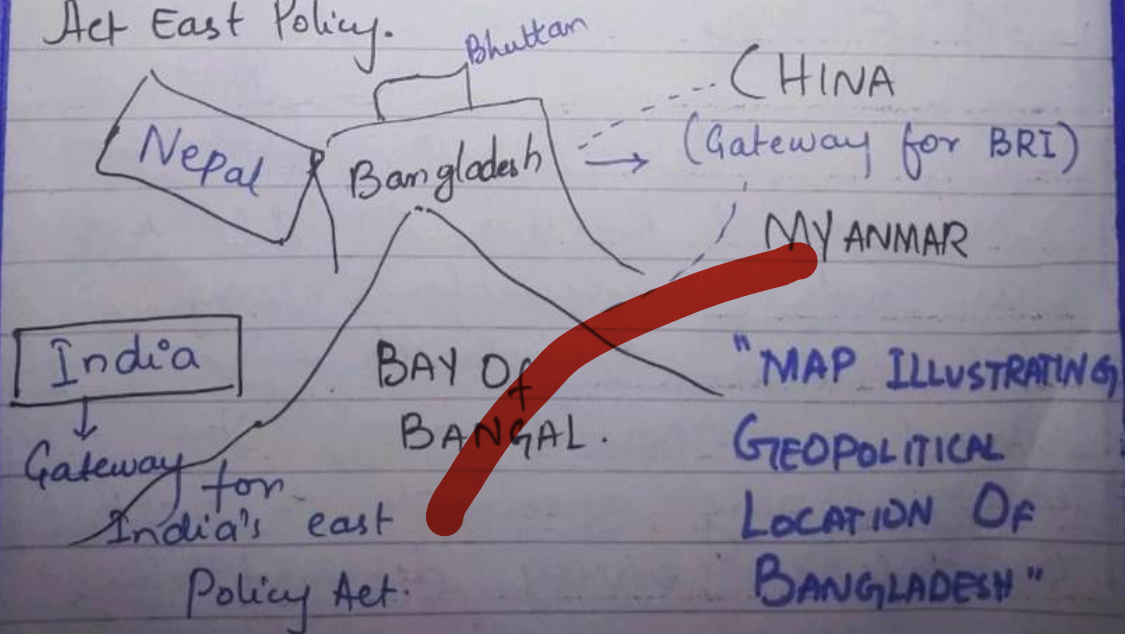 Act East Policy.
Bhuttan
CHINA
Nepal
Bangladesh
(Gateway for BRI)
MYANMAR
India
BAY Of
BANGAL.
Gateway for
India's east
Policy Act.
"MAP ILLUSTRATING
GEOPOLITICAL
LOCATION OF
BANGLADESH"